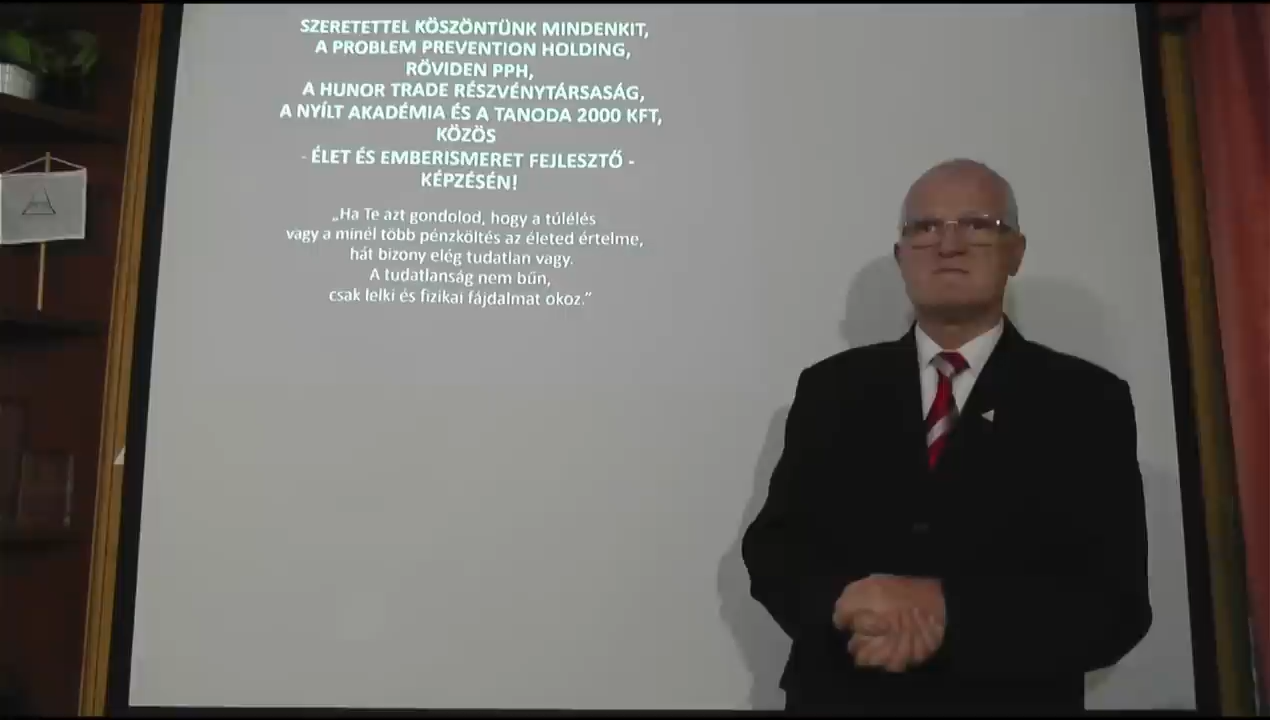 SZERETETTEL KÖSZÖNTÜNK MINDENKIT,
A PROBLEM PREVENTION HOLDING,
RÖVIDEN PPH,
A HUNOR TRADE RÉSZVÉNYTÁRSASÁG,
A NYÍLT AKADÉMIA ÉS A TANODA 2000 KFT,
KÖZÖS
- ÉLET ÉS EMBERISMERET FEJLESZTŐ -
KÉPZÉSÉN!
„Ha Te azt gondolod, hogy a túlélés
vagy a minél több pénzköltés az életed értelme,
hát bizony elég tudatlan vagy.
A tudatlanság nem bűn,
csak lelki és fizikai fájdalmat okoz.”